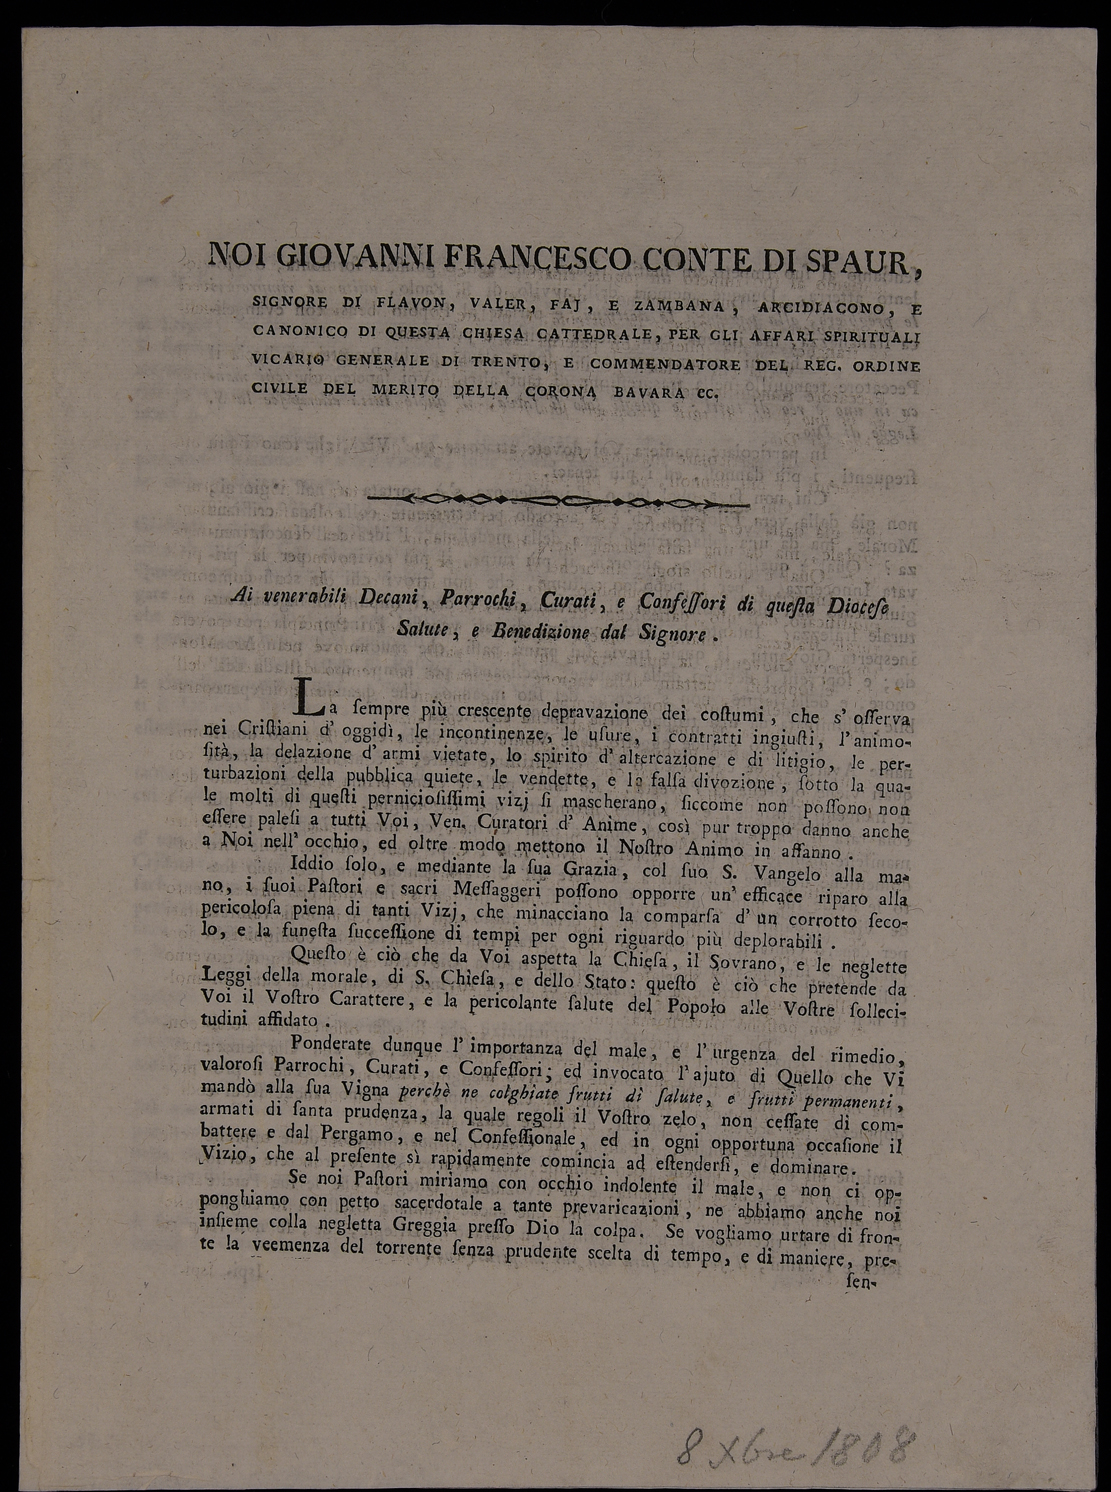 NOI GIOVANNI FRANCESCO CONTE DI SPAUR,
SIGNORE DI FLAVON, VALER, FAJ, E ZAMBANA, ARCIDIACONO, E
CANONICO DI QUESTA CHIESA CATTEDRALE, PER GLI AFFARI SPIRITUALI
VICARIO GENERALE DI TRENTO, E COMMENDATORE DEL REG. ORDINE
CIVILE DEL MERITO DELLA CORONA BAVARA ec.
Ai venerabili Decani, Parrochi, Curati, e Confeſſori di queſta Dioceſe
Salute, e Benedizione dal Signore.
La ſempre più creſcente depravazione dei coſtumi, che s' oſſerva
nei Criſtiani d' oggidì, le incontinenze, le uſure, i contratti ingiuſti, l' animo-
ſità, la delazione d' armi vietate, lo spirito d' altercazione e di litigio, le per-
turbazioni della pubblica quiete, le vendette, e la falſa divozione, ſotto la qua-
le molti di queſti pernicioſiſſimi vizj ſi mascherano, ſiccome non poſſono non
eſſere paleſi a tutti Voi, Ven. Curatori d' Anime, così pur troppo danno anche
a Noi nell' occhio, ed oltre modo mettono il Noſtro Animo in affanno.
Iddio ſolo, e mediante la ſua Grazia, col ſuo S. Vangelo alla ma-
no, i ſuoi Paſtori e sacri Meſſaggeri poſſono opporre un' efficace riparo alla
pericoloſa piena di tanti Vizj, che minacciano la comparſa d' un corrotto ſeco-
lo, e la funeſta ſucceſſione di tempi per ogni riguardo più deplorabili.
Queſto è ciò che da Voi aspetta la Chieſa, il Sovrano, e le neglette
Leggi della morale, di S. Chieſa, e dello Stato: queſto è ciò che pretende da
Voi il Voſtro Carattere, e la pericolante ſalute del Popolo alle Voſtre ſolleci-
tudini affidato.
Ponderate dunque l' importanza del male, e l' urgenza del rimedio,
valoroſi Parrochi, Curati, e Confeſſori; ed invocato l' ajuto di Quello che Vi
mandò alla ſua Vigna perchè ne colghiate frutti di ſalute, e frutti permanenti,
armati di ſanta prudenza, la quale regoli il Voſtro zelo, non ceſſate di com-
battere e dal Pergamo, e nel Confeſſionale, ed in ogni opportuna occaſione il
Vizio, che al preſente sì rapidamente comincia ad eſtenderſi, e dominare.
Se noi Paſtori miriamo con occhio indolente il male, e non ci op-
ponghiamo con petto sacerdotale a tante prevaricazioni, ne abbiamo anche noi
inſieme colla negletta Greggia preſſo Dio la colpa. Se vogliamo urtare di fron-
te la veemenza del torrente ſenza prudente scelta di tempo, e di maniere, pre-
ſen-
8 Xbre 1808